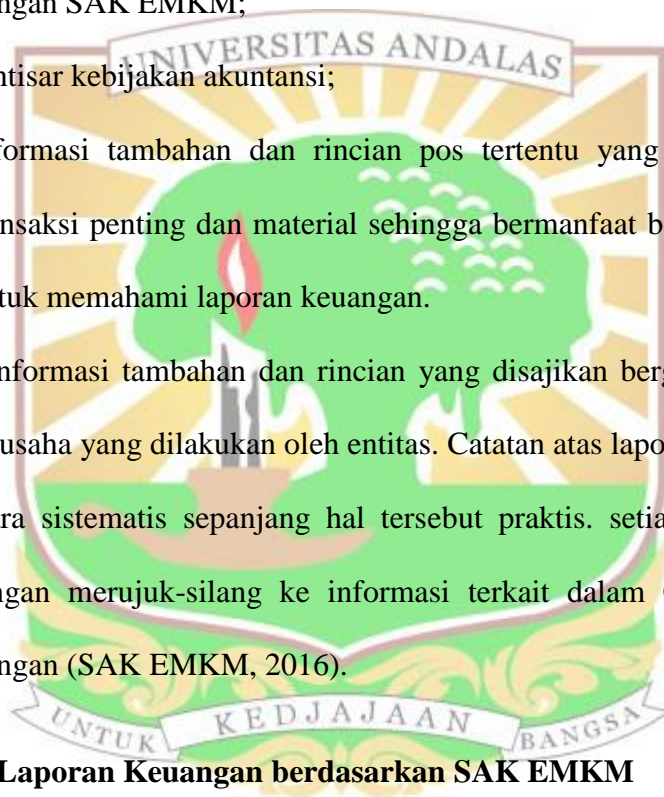 ngan SAK EMKM;
UNIVERSITAS ANDALAS
ntisar kebijakan akuntansi;
formasi tambahan dan rincian pos tertentu yang
ansaksi penting dan material sehingga bermanfaat b
tuk memahami laporan keuangan.
nformasi tambahan dan rincian yang disajikan berg
usaha yang dilakukan oleh entitas. Catatan atas lapo
ara sistematis sepanjang hal tersebut praktis. setia
ngan merujuk-silang ke informasi terkait dalam
ngan (SAK EMKM, 2016).
UNTUK KEDJAJAAN BANGSA
Laporan Keuangan berdasarkan SAK EMKM